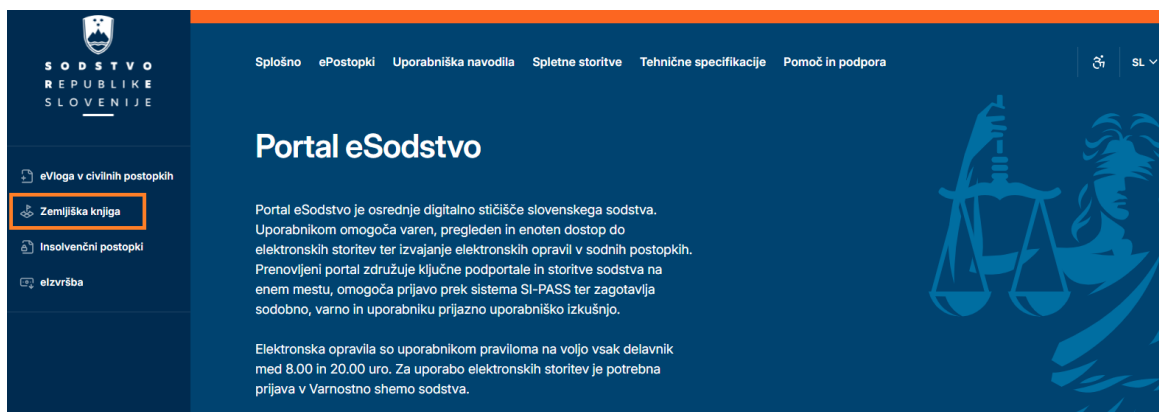 SODSTVO
REPUBLIKE
SLOVENIJE
eVloga v civilnih postopkih
Zemljiška knjiga
Insolvenčni postopki
eIzvršba
Splošno ePostopki Uporabniška navodila Spletne storitve Tehnične specifikacije Pomoč in podpora
SL
Portal eSodstvo
Portal eSodstvo je osrednje digitalno stičišče slovenskega sodstva.
Uporabnikom omogoča varen, pregleden in enoten dostop do
elektronskih storitev ter izvajanje elektronskih opravil v sodnih postopkih.
Prenovljeni portal združuje ključne podportale in storitve sodstva na
enem mestu, omogoča prijavo prek sistema SI-PASS ter zagotavlja
sodobno, varno in uporabniku prijazno uporabniško izkušnjo.
Elektronska opravila so uporabnikom praviloma na voljo vsak delavnik
med 8.00 in 20.00 uro. Za uporabo elektronskih storitev je potrebna
prijava v Varnostno shemo sodstva.